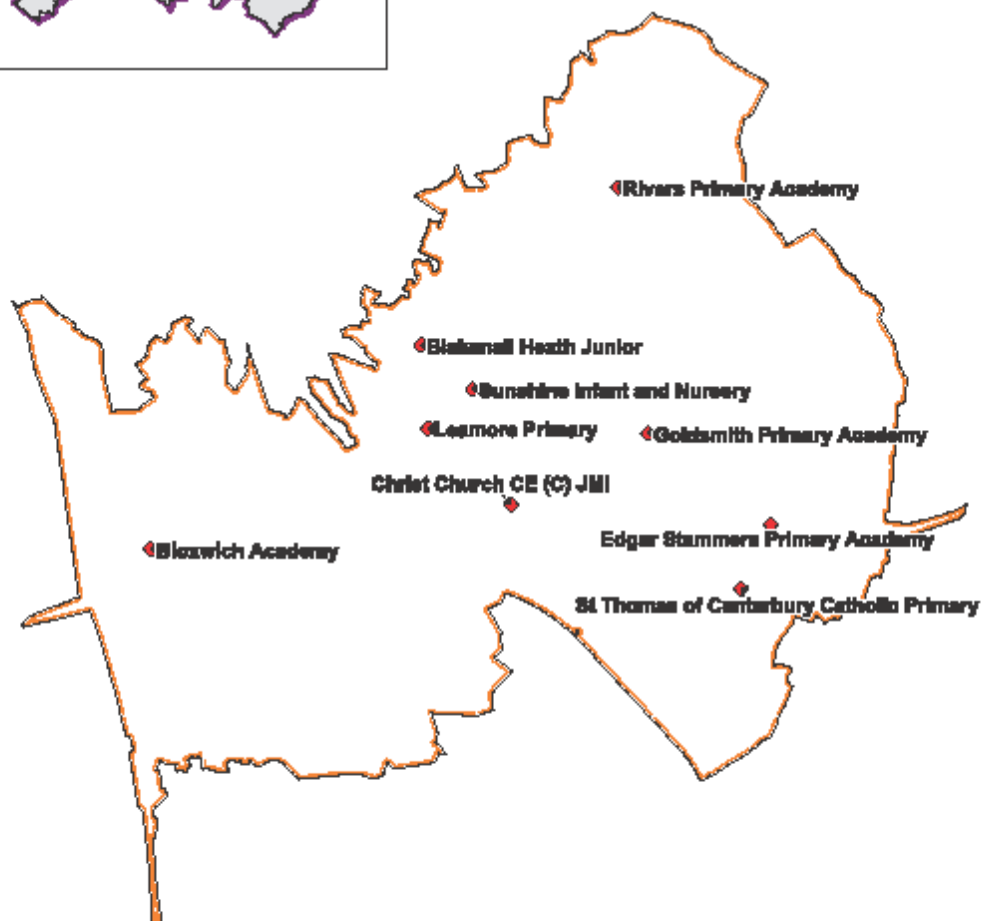 Rivers Primary Academy
Blakenall Heath Junior
Sunshine Infant and Nursery
Leamore Primary
Goldsmith Primary Academy
Christ Church CE (C) JMI
Edgar Stammers Primary Academy
Bloxwich Academy
St Thomas of Canterbury Catholic Primary